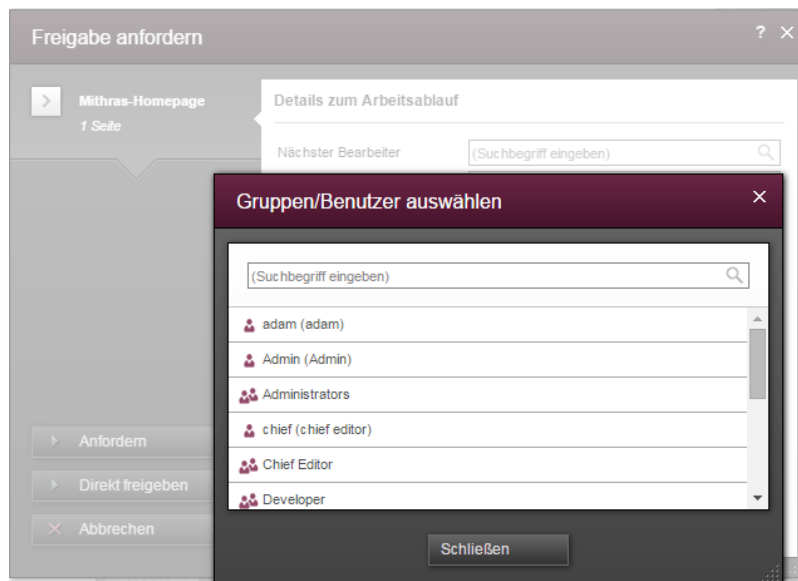 Freigabe anfordern
?
Mithras-Homepage
1 Seite
Details zum Arbeitsablauf
Nächster Bearbeiter
(Suchbegriff eingeben)
Gruppen/Benutzer auswählen
(Suchbegriff eingeben)
adam (adam)
Admin (Admin)
Administrators
chief (chief editor)
Chief Editor
Developer
Schließen
Anfordern
Direkt freigeben
Abbrechen